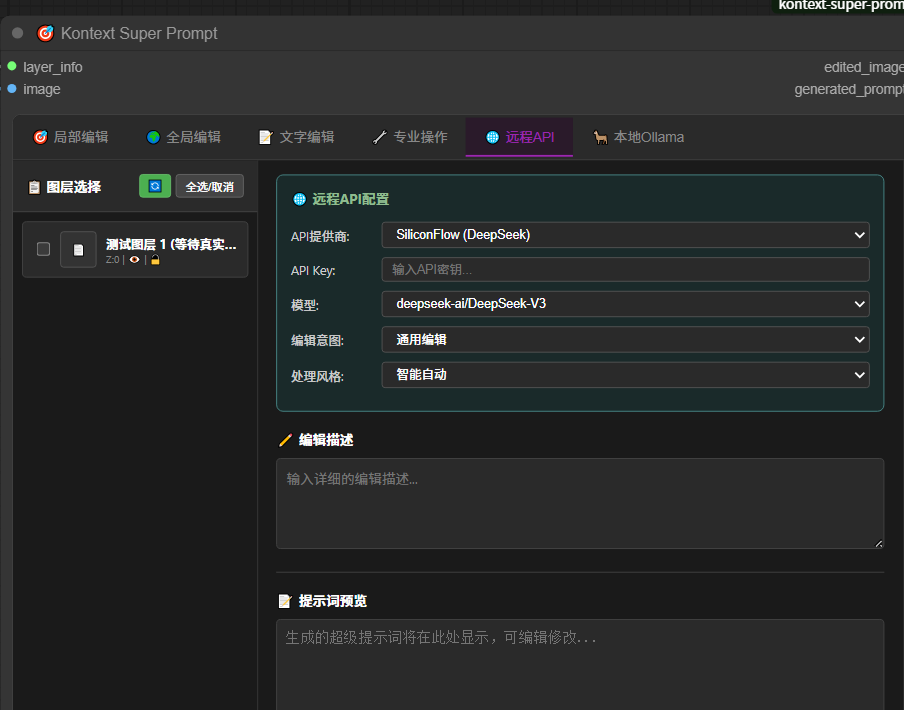 kontext-super-prom
Kontext Super Prompt
layer_info
edited_image
image
generated_prompt
局部编辑 全局编辑 文字编辑 专业操作 远程API 本地Ollama
图层选择 全选/取消
测试图层 1 (等待真实...
Z:0 | |
远程API配置
API提供商: SiliconFlow (DeepSeek)
API Key: 输入API密钥...
模型: deepseek-ai/DeepSeek-V3
编辑意图: 通用编辑
处理风格: 智能自动
编辑描述
输入详细的编辑描述...
提示词预览
生成的超级提示词将在此处显示，可编辑修改...